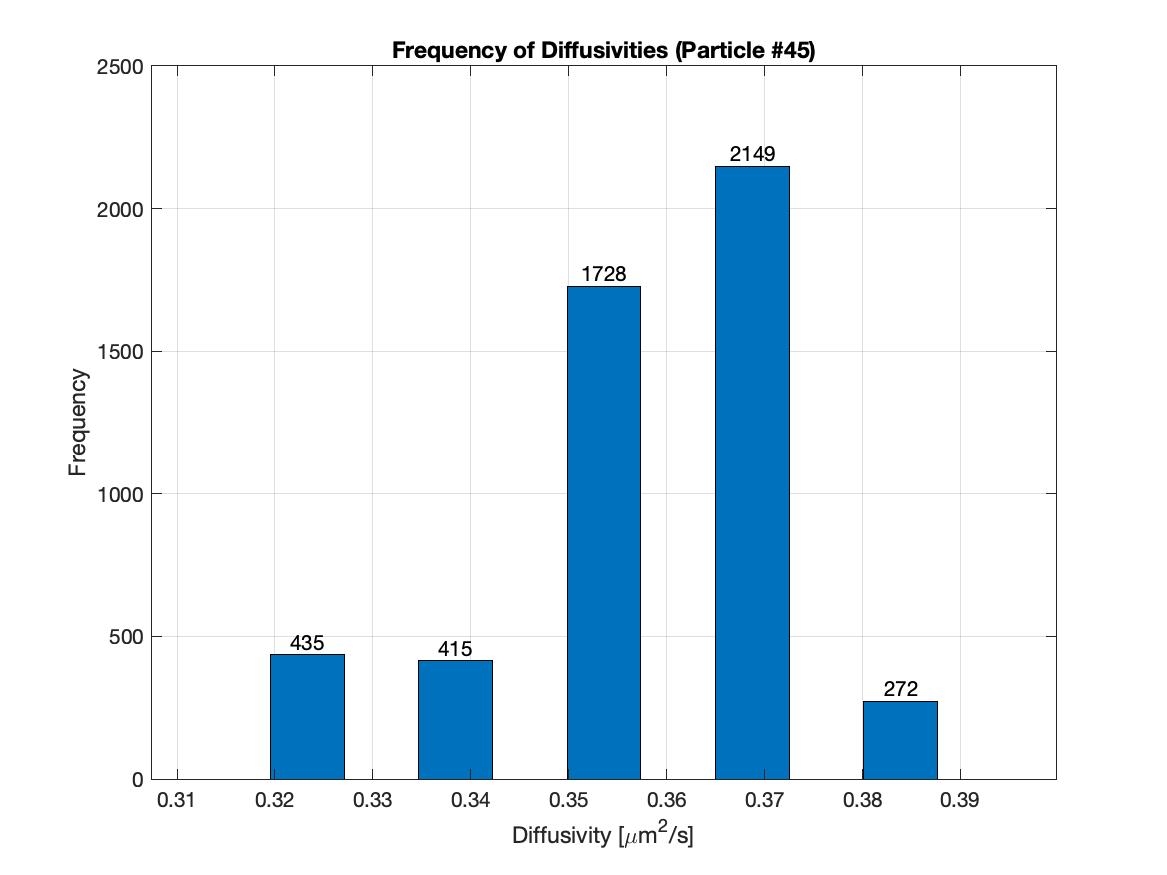 Frequency of Diffusivities (Particle #45)
2500
2000
1500
1000
500
0
Frequency
435
415
1728
2149
272
0.31 0.32 0.33 0.34 0.35 0.36 0.37 0.38 0.39
Diffusivity [μm²/s]